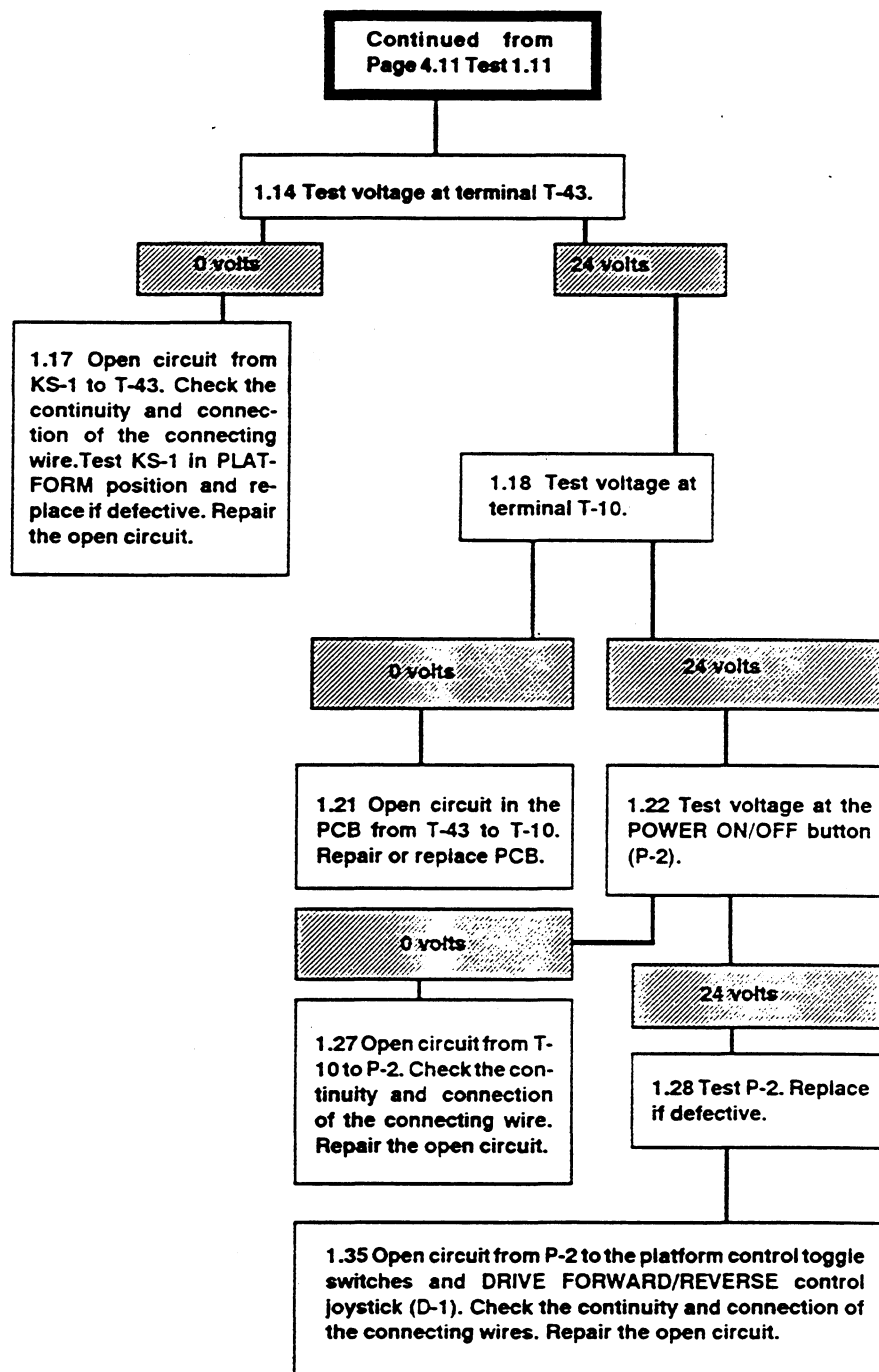 Continued from
Page 4.11 Test 1.11
1.14 Test voltage at terminal T-43.
0 volts
24 volts
1.17 Open circuit from
KS-1 to T-43. Check the
continuity and connec-
tion of the connecting
wire.Test KS-1 in PLAT-
FORM position and re-
place if defective. Repair
the open circuit.
1.18 Test voltage at
terminal T-10.
0 volts
24 volts
1.21 Open circuit in the
PCB from T-43 to T-10.
Repair or replace PCB.
1.22 Test voltage at the
POWER ON/OFF button
(P-2).
0 volts
24 volts
1.27 Open circuit from T-
10 to P-2. Check the con-
tinuity and connection
of the connecting wire.
Repair the open circuit.
1.28 Test P-2. Replace
if defective.
1.35 Open circuit from P-2 to the platform control toggle
switches and DRIVE FORWARD/REVERSE control
joystick (D-1). Check the continuity and connection of
the connecting wires. Repair the open circuit.